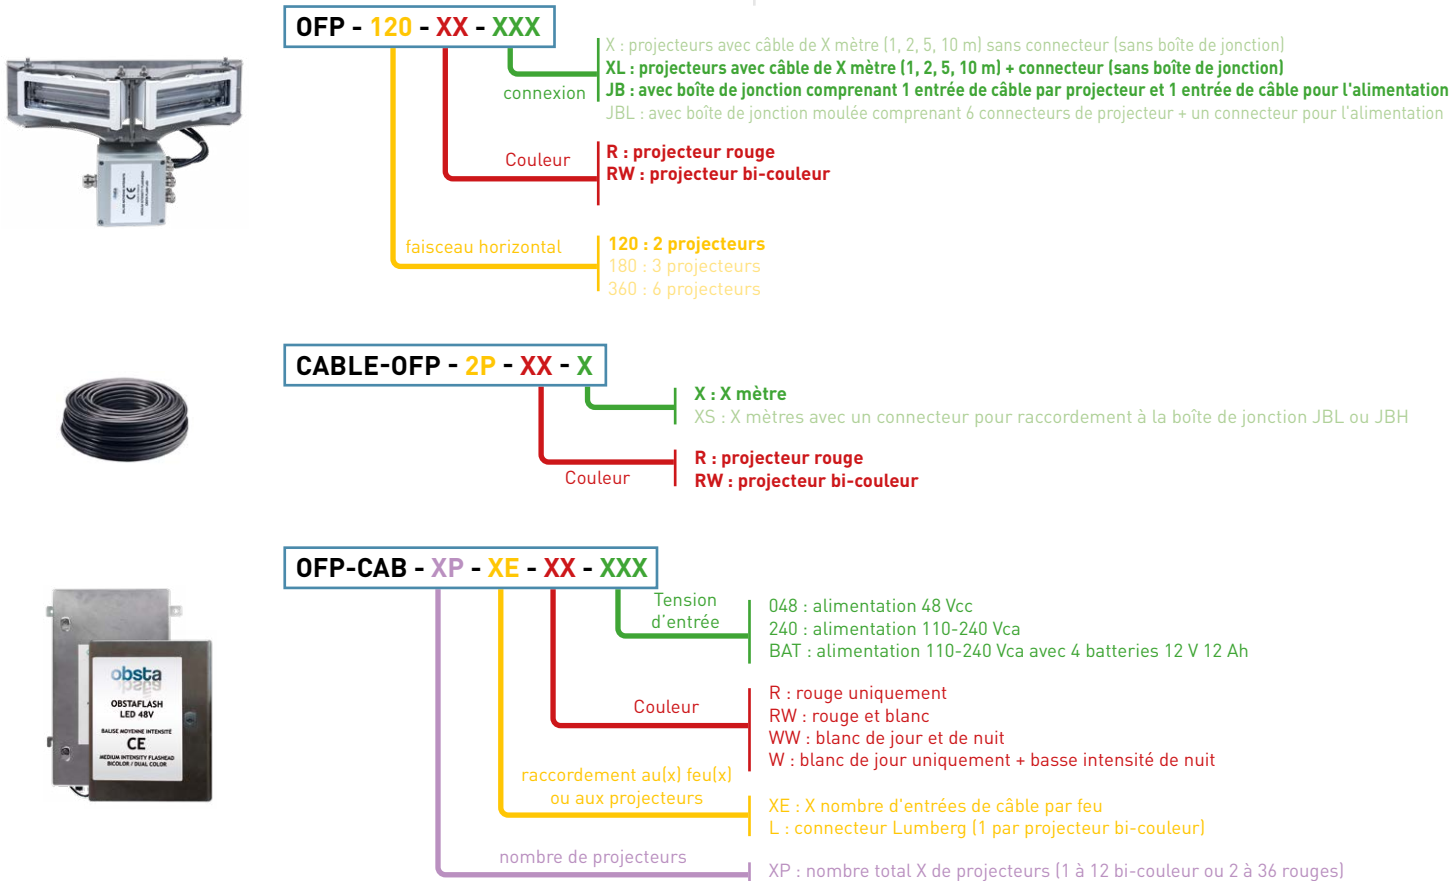 OFP - 120 - XX - XXX
X : projecteurs avec câble de X mètre (1, 2, 5, 10 m) sans connecteur (sans boîte de jonction)
XL : projecteurs avec câble de X mètre (1, 2, 5, 10 m) + connecteur (sans boîte de jonction)
connexion
JB : avec boîte de jonction comprenant 1 entrée de câble par projecteur et 1 entrée de câble pour l'alimentation
JBL : avec boîte de jonction moulée comprenant 6 connecteurs de projecteur + un connecteur pour l'alimentation
Couleur
R : projecteur rouge
RW : projecteur bi-couleur
faisceau horizontal
120 : 2 projecteurs
180 : 3 projecteurs
360 : 6 projecteurs
CE
CABLE-OFP - 2P - XX - X
X : X mètre
XS : X mètres avec un connecteur pour raccordement à la boîte de jonction JBL ou JBH
Couleur
R : projecteur rouge
RW : projecteur bi-couleur
OFP-CAB - XP - XE - XX - XXX
Tension
d'entrée
048 : alimentation 48 Vcc
240 : alimentation 110-240 Vca
BAT : alimentation 110-240 Vca avec 4 batteries 12 V 12 Ah
Couleur
R : rouge uniquement
RW : rouge et blanc
WW : blanc de jour et de nuit
W : blanc de jour uniquement + basse intensité de nuit
raccordement au(x) feu(x)
ou aux projecteurs
XE : X nombre d'entrées de câble par feu
L : connecteur Lumberg (1 par projecteur bi-couleur)
nombre de projecteurs
XP : nombre total X de projecteurs (1 à 12 bi-couleur ou 2 à 36 rouges)
obsta
OBSTAFLASH
LED 48V
BALISE MOYENNE INTENSITÉ
CE
MEDIUM INTENSITY FLASHEAD
BICOLOR / DUAL COLOR